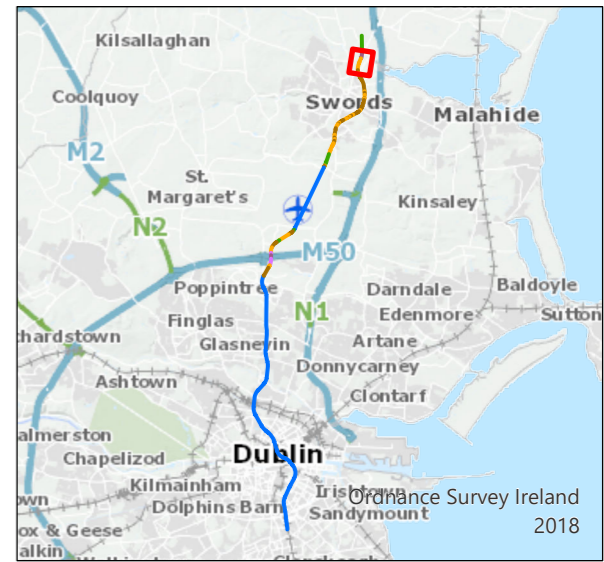 Kilsallaghan
Coolquoy
Swords
Malahide
M2
St.
Margaret's
Kinsaley
N2
M50
Poppintree
Darndale
Baldoyle
N1
Edenmore
Sutton
Finglas
chardstown
Glasnevin
Artane
Donnycarney
Ashtown
Clontarf
almerston
Chapelizod
Dublin
Kilmainham
Irishtown
Ordnance Survey Ireland
own
Dolphins Barn
Sandymount
2018
ox & Geese
alkin